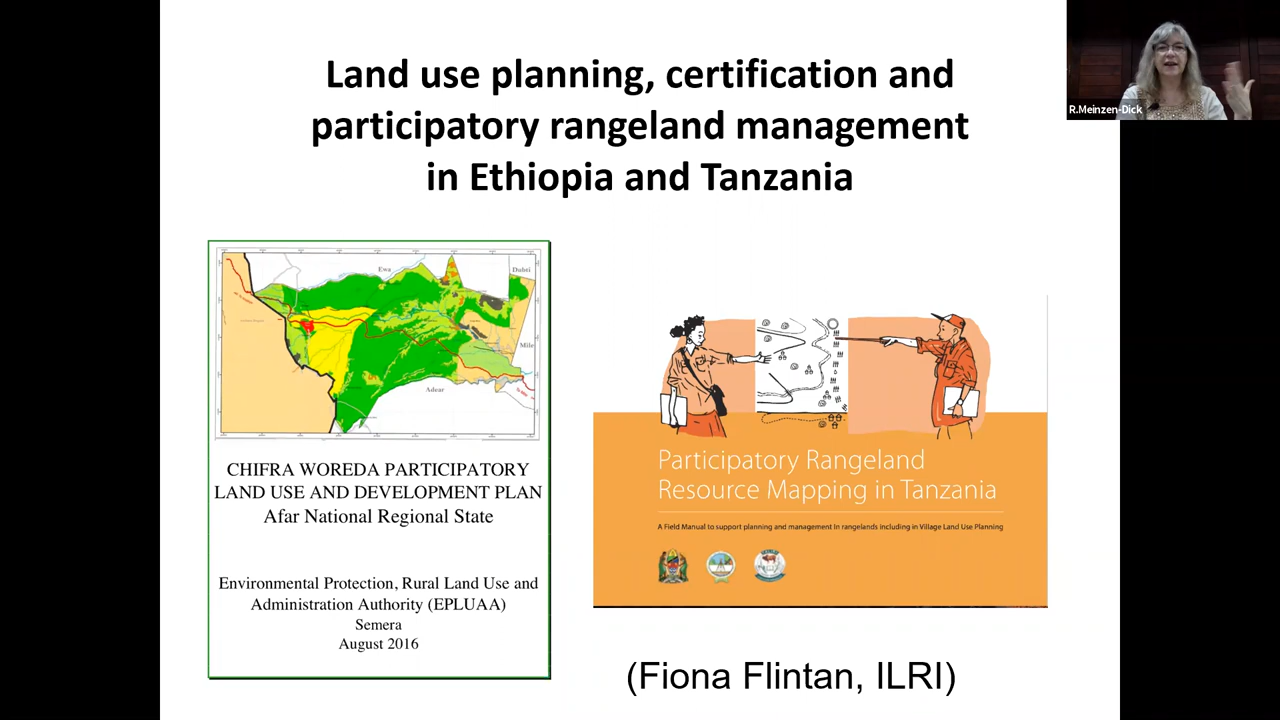 Land use planning, certification and
participatory rangeland management
in Ethiopia and Tanzania
R.Meinzen-Dick
Ewa
Dubti
Mile
Adear
CHIFRA WOREDA PARTICIPATORY
LAND USE AND DEVELOPMENT PLAN
Afar National Regional State
Environmental Protection, Rural Land Use and
Administration Authority (EPLUAA)
Semera
August 2016
Participatory Rangeland
Resource Mapping in Tanzania
A Field Manual to support planning and management in rangelands including in Village Land Use Planning
(Fiona Flintan, ILRI)